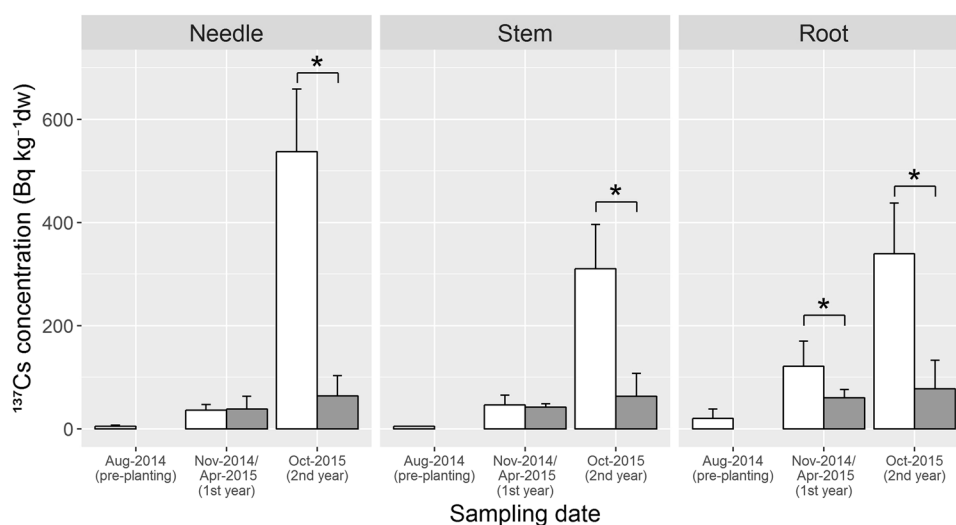 Needle
Stem
Root
*
*
*
*
¹³⁷Cs concentration (Bq kg⁻¹dw)
600
400
200
0
Aug-2014
(pre-planting)
Nov-2014/
Apr-2015
(1st year)
Oct-2015
(2nd year)
Aug-2014
(pre-planting)
Nov-2014/
Apr-2015
(1st year)
Oct-2015
(2nd year)
Aug-2014
(pre-planting)
Nov-2014/
Apr-2015
(1st year)
Oct-2015
(2nd year)
Sampling date